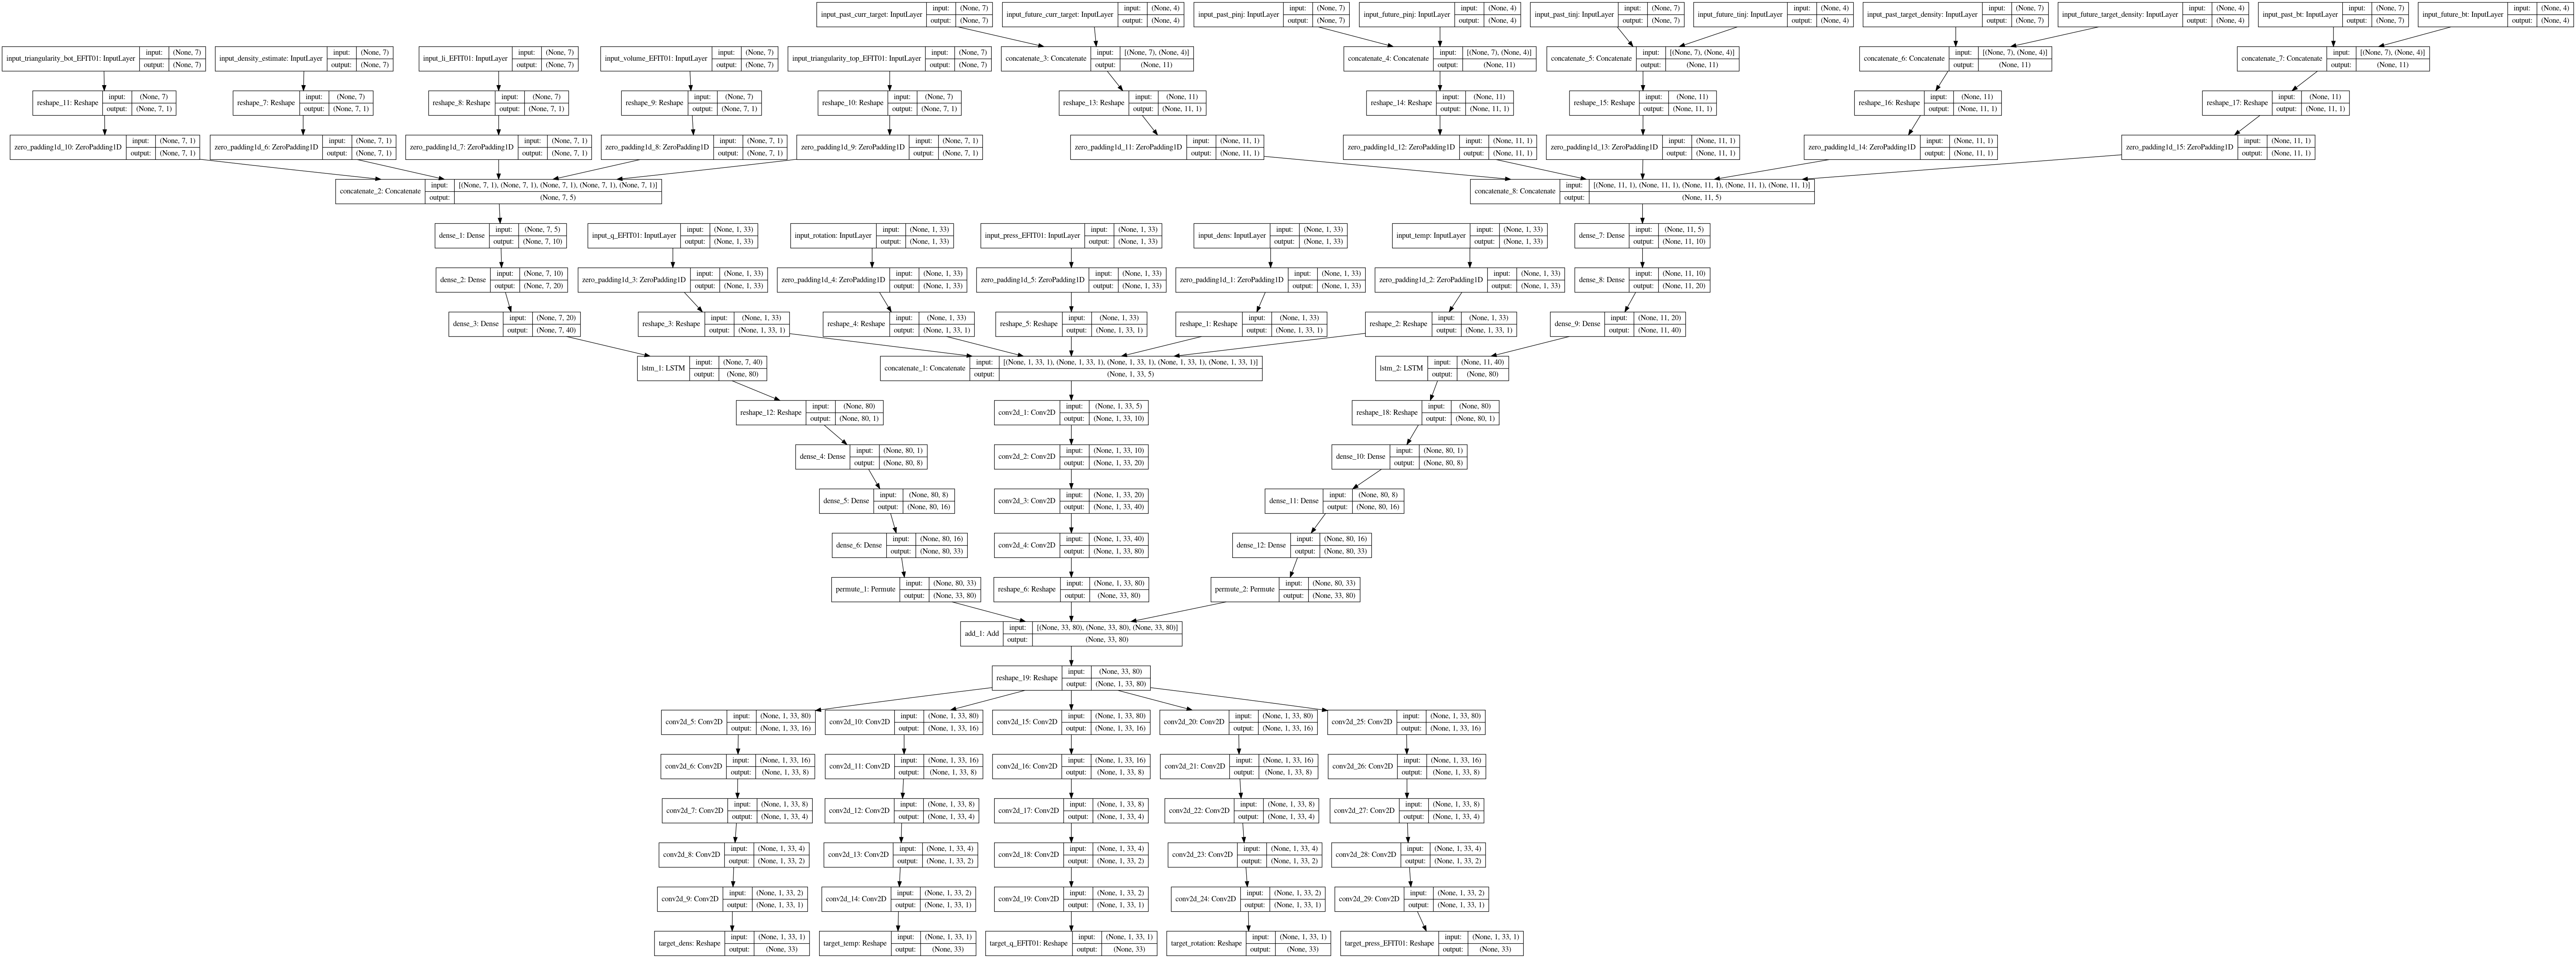 input_past_curr_target: InputLayer input: (None, 7) output: (None, 7)
input_future_curr_target: InputLayer input: (None, 4) output: (None, 4)
input_past_pinj: InputLayer input: (None, 7) output: (None, 7)
input_future_pinj: InputLayer input: (None, 4) output: (None, 4)
input_past_tinj: InputLayer input: (None, 7) output: (None, 7)
input_future_tinj: InputLayer input: (None, 4) output: (None, 4)
input_past_target_density: InputLayer input: (None, 7) output: (None, 7)
input_future_target_density: InputLayer input: (None, 4) output: (None, 4)
input_past_bt: InputLayer input: (None, 7) output: (None, 7)
input_future_bt: InputLayer input: (None, 4) output: (None, 4)
input_triangularity_bot_EFIT01: InputLayer input: (None, 7) output: (None, 7)
input_density_estimate: InputLayer input: (None, 7) output: (None, 7)
input_li_EFIT01: InputLayer input: (None, 7) output: (None, 7)
input_volume_EFIT01: InputLayer input: (None, 7) output: (None, 7)
input_triangularity_top_EFIT01: InputLayer input: (None, 7) output: (None, 7)
concatenate_3: Concatenate input: [(None, 7), (None, 4)] output: (None, 11)
concatenate_4: Concatenate input: [(None, 7), (None, 4)] output: (None, 11)
concatenate_5: Concatenate input: [(None, 7), (None, 4)] output: (None, 11)
concatenate_6: Concatenate input: [(None, 7), (None, 4)] output: (None, 11)
concatenate_7: Concatenate input: [(None, 7), (None, 4)] output: (None, 11)
reshape_11: Reshape input: (None, 7) output: (None, 7, 1)
reshape_7: Reshape input: (None, 7) output: (None, 7, 1)
reshape_8: Reshape input: (None, 7) output: (None, 7, 1)
reshape_9: Reshape input: (None, 7) output: (None, 7, 1)
reshape_10: Reshape input: (None, 7) output: (None, 7, 1)
reshape_13: Reshape input: (None, 11) output: (None, 11, 1)
reshape_14: Reshape input: (None, 11) output: (None, 11, 1)
reshape_15: Reshape input: (None, 11) output: (None, 11, 1)
reshape_16: Reshape input: (None, 11) output: (None, 11, 1)
reshape_17: Reshape input: (None, 11) output: (None, 11, 1)
zero_padding1d_10: ZeroPadding1D input: (None, 7, 1) output: (None, 7, 1)
zero_padding1d_6: ZeroPadding1D input: (None, 7, 1) output: (None, 7, 1)
zero_padding1d_7: ZeroPadding1D input: (None, 7, 1) output: (None, 7, 1)
zero_padding1d_8: ZeroPadding1D input: (None, 7, 1) output: (None, 7, 1)
zero_padding1d_9: ZeroPadding1D input: (None, 7, 1) output: (None, 7, 1)
zero_padding1d_11: ZeroPadding1D input: (None, 11, 1) output: (None, 11, 1)
zero_padding1d_12: ZeroPadding1D input: (None, 11, 1) output: (None, 11, 1)
zero_padding1d_13: ZeroPadding1D input: (None, 11, 1) output: (None, 11, 1)
zero_padding1d_14: ZeroPadding1D input: (None, 11, 1) output: (None, 11, 1)
zero_padding1d_15: ZeroPadding1D input: (None, 11, 1) output: (None, 11, 1)
concatenate_2: Concatenate input: [(None, 7, 1), (None, 7, 1), (None, 7, 1), (None, 7, 1), (None, 7, 1)] output: (None, 7, 5)
concatenate_8: Concatenate input: [(None, 11, 1), (None, 11, 1), (None, 11, 1), (None, 11, 1), (None, 11, 1)] output: (None, 11, 5)
dense_1: Dense input: (None, 7, 5) output: (None, 7, 10)
input_q_EFIT01: InputLayer input: (None, 1, 33) output: (None, 1, 33)
input_rotation: InputLayer input: (None, 1, 33) output: (None, 1, 33)
input_press_EFIT01: InputLayer input: (None, 1, 33) output: (None, 1, 33)
input_dens: InputLayer input: (None, 1, 33) output: (None, 1, 33)
input_temp: InputLayer input: (None, 1, 33) output: (None, 1, 33)
dense_7: Dense input: (None, 11, 5) output: (None, 11, 10)
dense_2: Dense input: (None, 7, 10) output: (None, 7, 20)
zero_padding1d_3: ZeroPadding1D input: (None, 1, 33) output: (None, 1, 33)
zero_padding1d_4: ZeroPadding1D input: (None, 1, 33) output: (None, 1, 33)
zero_padding1d_5: ZeroPadding1D input: (None, 1, 33) output: (None, 1, 33)
zero_padding1d_1: ZeroPadding1D input: (None, 1, 33) output: (None, 1, 33)
zero_padding1d_2: ZeroPadding1D input: (None, 1, 33) output: (None, 1, 33)
dense_8: Dense input: (None, 11, 10) output: (None, 11, 20)
dense_3: Dense input: (None, 7, 20) output: (None, 7, 40)
reshape_3: Reshape input: (None, 1, 33) output: (None, 1, 33, 1)
reshape_4: Reshape input: (None, 1, 33) output: (None, 1, 33, 1)
reshape_5: Reshape input: (None, 1, 33) output: (None, 1, 33, 1)
reshape_1: Reshape input: (None, 1, 33) output: (None, 1, 33, 1)
reshape_2: Reshape input: (None, 1, 33) output: (None, 1, 33, 1)
dense_9: Dense input: (None, 11, 20) output: (None, 11, 40)
lstm_1: LSTM input: (None, 7, 40) output: (None, 80)
concatenate_1: Concatenate input: [(None, 1, 33, 1), (None, 1, 33, 1), (None, 1, 33, 1), (None, 1, 33, 1), (None, 1, 33, 1)] output: (None, 1, 33, 5)
lstm_2: LSTM input: (None, 11, 40) output: (None, 80)
reshape_12: Reshape input: (None, 80) output: (None, 80, 1)
conv2d_1: Conv2D input: (None, 1, 33, 5) output: (None, 1, 33, 10)
reshape_18: Reshape input: (None, 80) output: (None, 80, 1)
dense_4: Dense input: (None, 80, 1) output: (None, 80, 8)
conv2d_2: Conv2D input: (None, 1, 33, 10) output: (None, 1, 33, 20)
dense_10: Dense input: (None, 80, 1) output: (None, 80, 8)
dense_5: Dense input: (None, 80, 8) output: (None, 80, 16)
conv2d_3: Conv2D input: (None, 1, 33, 20) output: (None, 1, 33, 40)
dense_11: Dense input: (None, 80, 8) output: (None, 80, 16)
dense_6: Dense input: (None, 80, 16) output: (None, 80, 33)
conv2d_4: Conv2D input: (None, 1, 33, 40) output: (None, 1, 33, 80)
dense_12: Dense input: (None, 80, 16) output: (None, 80, 33)
permute_1: Permute input: (None, 80, 33) output: (None, 33, 80)
reshape_6: Reshape input: (None, 1, 33, 80) output: (None, 33, 80)
permute_2: Permute input: (None, 80, 33) output: (None, 33, 80)
add_1: Add input: [(None, 33, 80), (None, 33, 80), (None, 33, 80)] output: (None, 33, 80)
reshape_19: Reshape input: (None, 33, 80) output: (None, 1, 33, 80)
conv2d_5: Conv2D input: (None, 1, 33, 80) output: (None, 1, 33, 16)
conv2d_10: Conv2D input: (None, 1, 33, 80) output: (None, 1, 33, 16)
conv2d_15: Conv2D input: (None, 1, 33, 80) output: (None, 1, 33, 16)
conv2d_20: Conv2D input: (None, 1, 33, 80) output: (None, 1, 33, 16)
conv2d_25: Conv2D input: (None, 1, 33, 80) output: (None, 1, 33, 16)
conv2d_6: Conv2D input: (None, 1, 33, 16) output: (None, 1, 33, 8)
conv2d_11: Conv2D input: (None, 1, 33, 16) output: (None, 1, 33, 8)
conv2d_16: Conv2D input: (None, 1, 33, 16) output: (None, 1, 33, 8)
conv2d_21: Conv2D input: (None, 1, 33, 16) output: (None, 1, 33, 8)
conv2d_26: Conv2D input: (None, 1, 33, 16) output: (None, 1, 33, 8)
conv2d_7: Conv2D input: (None, 1, 33, 8) output: (None, 1, 33, 4)
conv2d_12: Conv2D input: (None, 1, 33, 8) output: (None, 1, 33, 4)
conv2d_17: Conv2D input: (None, 1, 33, 8) output: (None, 1, 33, 4)
conv2d_22: Conv2D input: (None, 1, 33, 8) output: (None, 1, 33, 4)
conv2d_27: Conv2D input: (None, 1, 33, 8) output: (None, 1, 33, 4)
conv2d_8: Conv2D input: (None, 1, 33, 4) output: (None, 1, 33, 2)
conv2d_13: Conv2D input: (None, 1, 33, 4) output: (None, 1, 33, 2)
conv2d_18: Conv2D input: (None, 1, 33, 4) output: (None, 1, 33, 2)
conv2d_23: Conv2D input: (None, 1, 33, 4) output: (None, 1, 33, 2)
conv2d_28: Conv2D input: (None, 1, 33, 4) output: (None, 1, 33, 2)
conv2d_9: Conv2D input: (None, 1, 33, 2) output: (None, 1, 33, 1)
conv2d_14: Conv2D input: (None, 1, 33, 2) output: (None, 1, 33, 1)
conv2d_19: Conv2D input: (None, 1, 33, 2) output: (None, 1, 33, 1)
conv2d_24: Conv2D input: (None, 1, 33, 2) output: (None, 1, 33, 1)
conv2d_29: Conv2D input: (None, 1, 33, 2) output: (None, 1, 33, 1)
target_dens: Reshape input: (None, 1, 33, 1) output: (None, 33)
target_temp: Reshape input: (None, 1, 33, 1) output: (None, 33)
target_q_EFIT01: Reshape input: (None, 1, 33, 1) output: (None, 33)
target_rotation: Reshape input: (None, 1, 33, 1) output: (None, 33)
target_press_EFIT01: Reshape input: (None, 1, 33, 1) output: (None, 33)